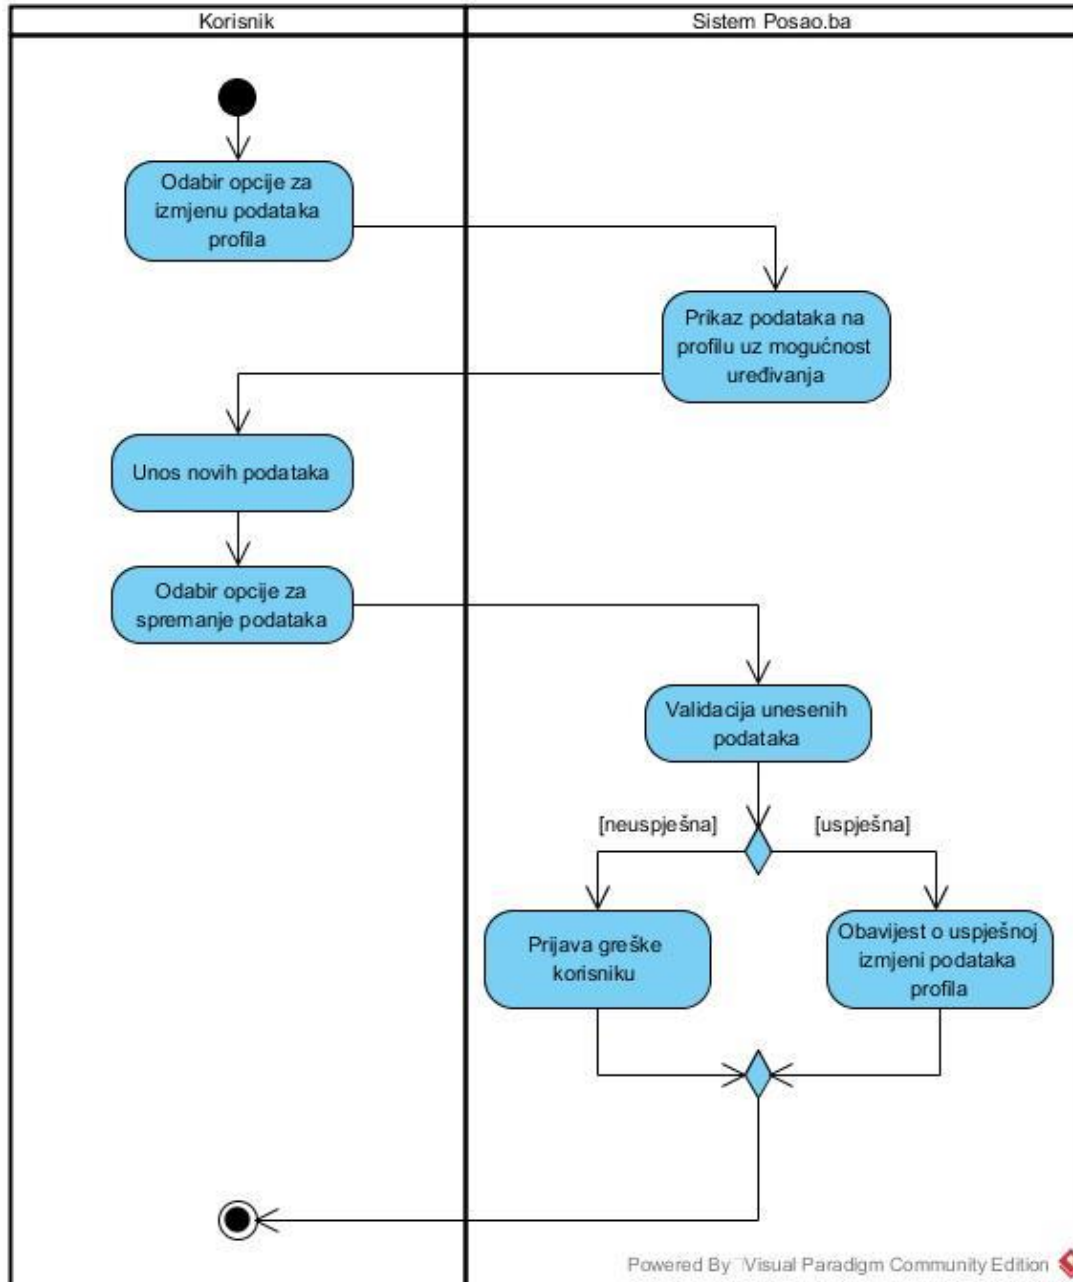 Korisnik
Sistem Posao.ba
Odabir opcije za
izmjenu podataka
profila
Prikaz podataka na
profilu uz mogućnost
uređivanja
Unos novih podataka
Odabir opcije za
spremanje podataka
Validacija unesenih
podataka
[neuspješna]
[uspješna]
Prijava greške
korisniku
Obavijest o uspješnoj
izmjeni podataka
profila
Powered By Visual Paradigm Community Edition